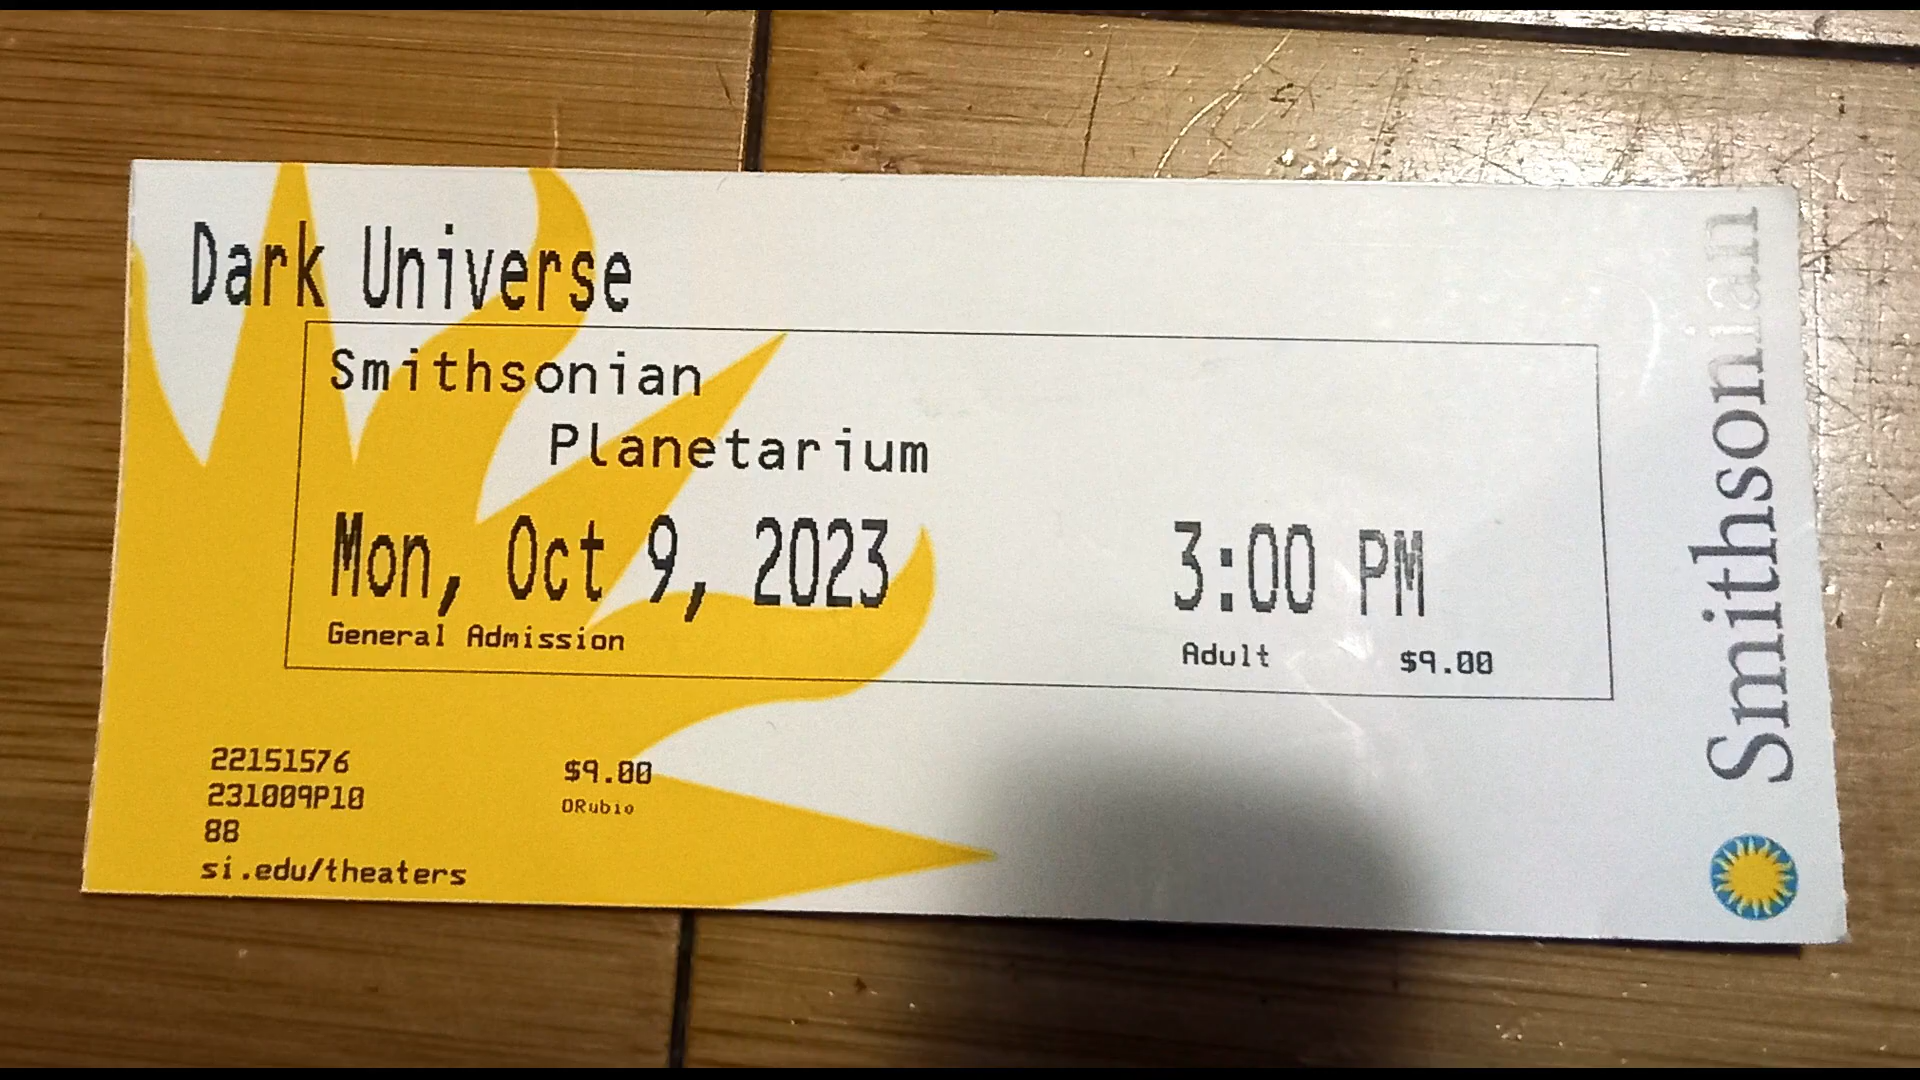 Dark Universe
Smithsonian
Planetarium
Mon, Oct 9, 2023 3:00 PM
General Admission Adult $9.00
22151576 $9.00
231009P10 DRubio
88
si.edu/theaters
Smithsonian